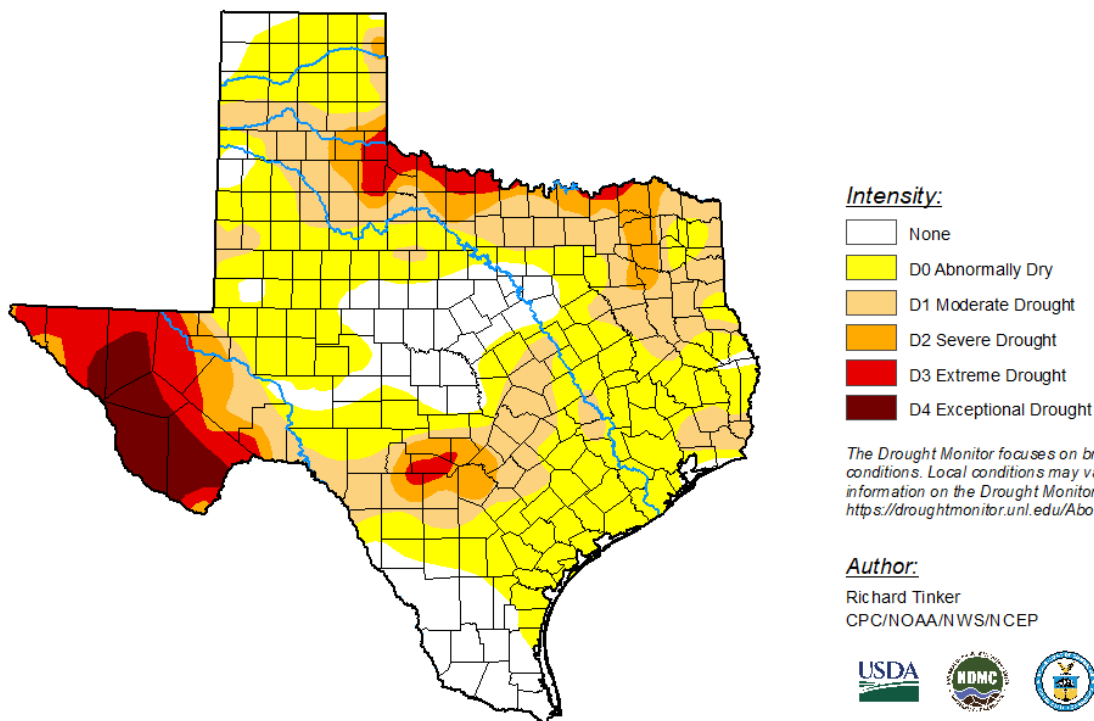 Intensity:
None
D0 Abnormally Dry
D1 Moderate Drought
D2 Severe Drought
D3 Extreme Drought
D4 Exceptional Drought
The Drought Monitor focuses on
conditions. Local conditions may
information on the Drought Monitor
https://droughtmonitor.unl.edu/Abo
Author:
Richard Tinker
CPC/NOAA/NWS/NCEP
USDA
NDMC